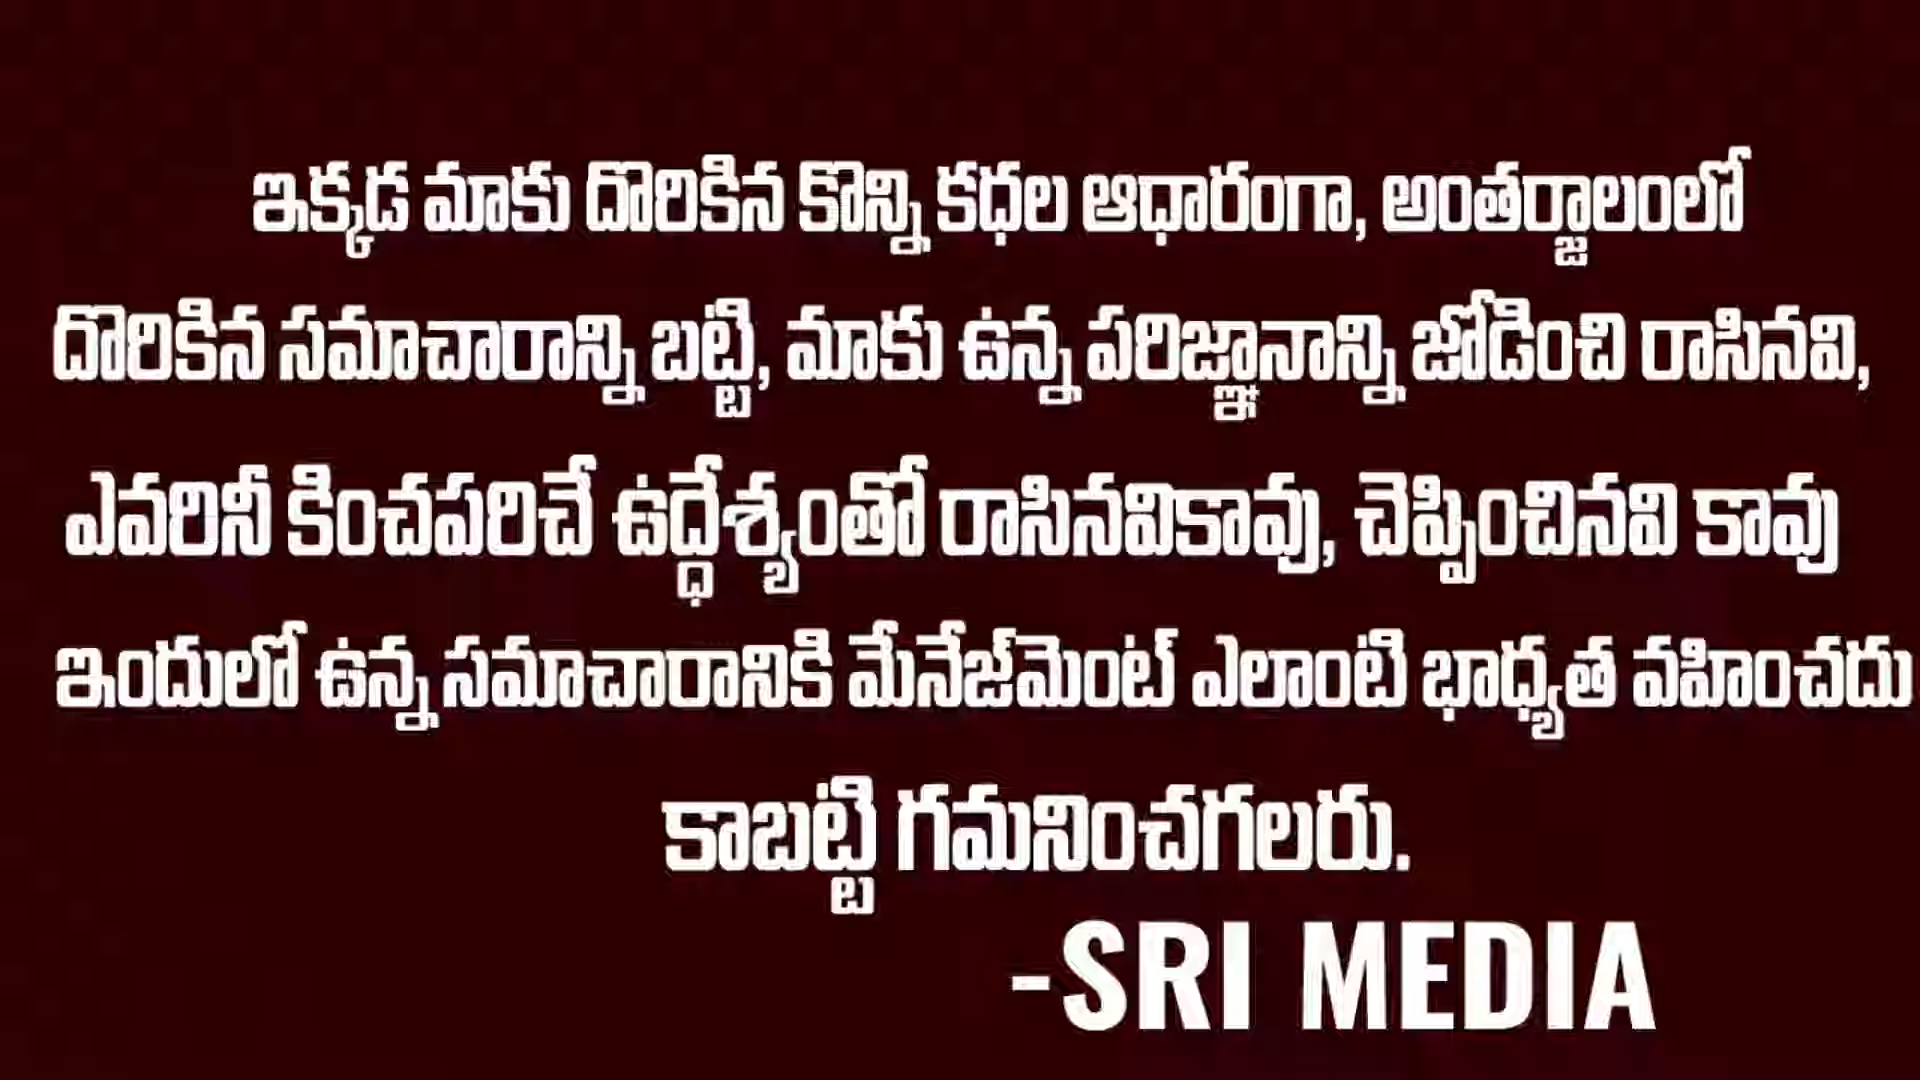 ఇక్కడ మాకు దొరికిన కొన్ని కధల ఆధారంగా, అంతర్జాలంలో
దొరికిన సమాచారాన్ని బట్టి, మాకు ఉన్న పరిజ్ఞానాన్ని జోడించి రాసినవి,
ఎవరినీ కించపరిచే ఉద్ధేశ్యంతో రాసినవికావు, చెప్పించినవి కావు
ఇందులో ఉన్న సమాచారానికి మేనేజ్‌మెంట్ ఎలాంటి భాధ్యత వహించదు
కాబట్టి గమనించగలరు.
-SRI MEDIA